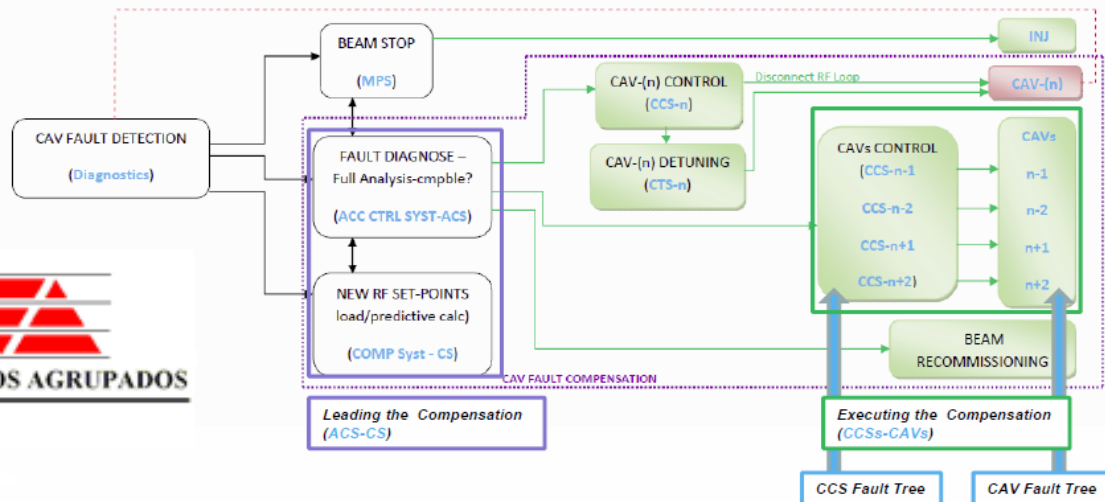 BEAM STOP
(MPS)
INJ
CAV-(n) CONTROL
(CCS-n)
Disconnect RF Loop
CAV-(n)
CAV FAULT DETECTION
(Diagnostics)
FAULT DIAGNOSE –
Full Analysis-cmpble?
(ACC CTRL SYST-ACS)
CAV-(n) DETUNING
(CTS-n)
CAVs CONTROL
(CCS-n-1
CCS-n-2
CCS-n+1
CCS-n+2)
CAVs
n-1
n-2
n+1
n+2
NEW RF SET-POINTS
load/predictive calc)
(COMP Syst - CS)
BEAM
RECOMMISSIONING
CAV FAULT COMPENSATION
OS AGRUPADOS
Leading the Compensation
(ACS-CS)
Executing the Compensation
(CCSs-CAVs)
CCS Fault Tree
CAV Fault Tree